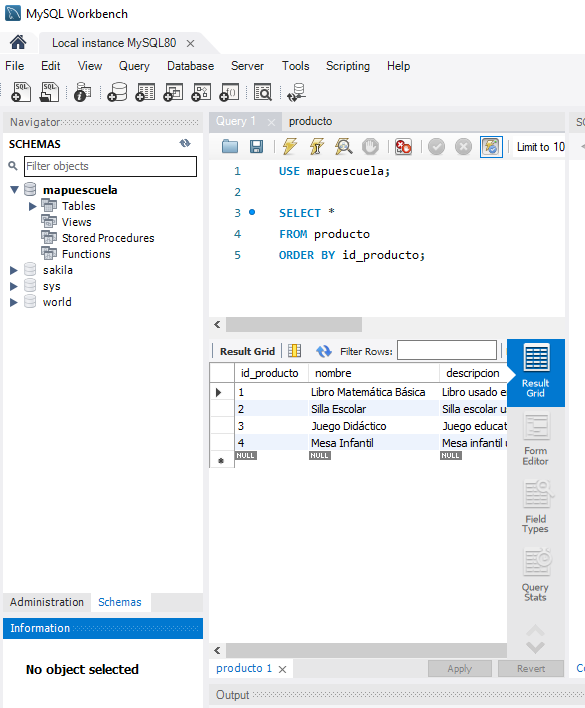 MySQL Workbench
Local instance MySQL80
File Edit View Query Database Server Tools Scripting Help
Navigator
SCHEMAS
Filter objects
mapuescuela
Tables
Views
Stored Procedures
Functions
sakila
sys
world
Administration Schemas
Information
No object selected
Query 1 producto
Limit to 10
1 USE mapuescuela;
2
3 SELECT *
4 FROM producto
5 ORDER BY id_producto;
Result Grid Filter Rows:
id_producto nombre descripcion
1 Libro Matemática Básica Libro usado e
2 Silla Escolar Silla escolar u
3 Juego Didáctico Juego educat
4 Mesa Infantil Mesa infantil u
NULL NULL NULL
Result Grid
Form Editor
Field Types
Query Stats
producto 1 Apply Revert
Output
SC
Co